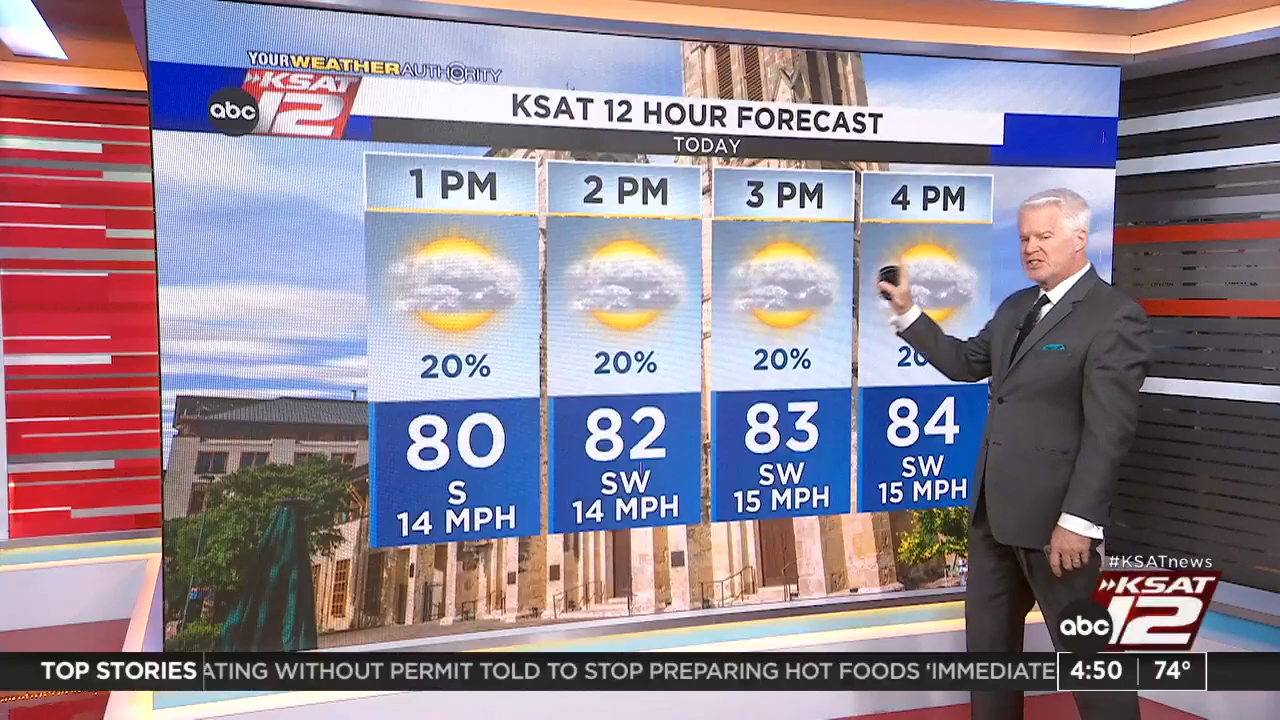 YOUR WEATHER AUTHORITY
»KSAT
abc 12
KSAT 12 HOUR FORECAST
TODAY
1 PM
20%
80
S
14 MPH
2 PM
20%
82
SW
14 MPH
3 PM
20%
83
SW
15 MPH
4 PM
20
84
SW
15 MPH
#KSATnews
»KSAT
abc 12
TOP STORIES ATING WITHOUT PERMIT TOLD TO STOP PREPARING HOT FOODS ‘IMMEDIATE 4:50 74°